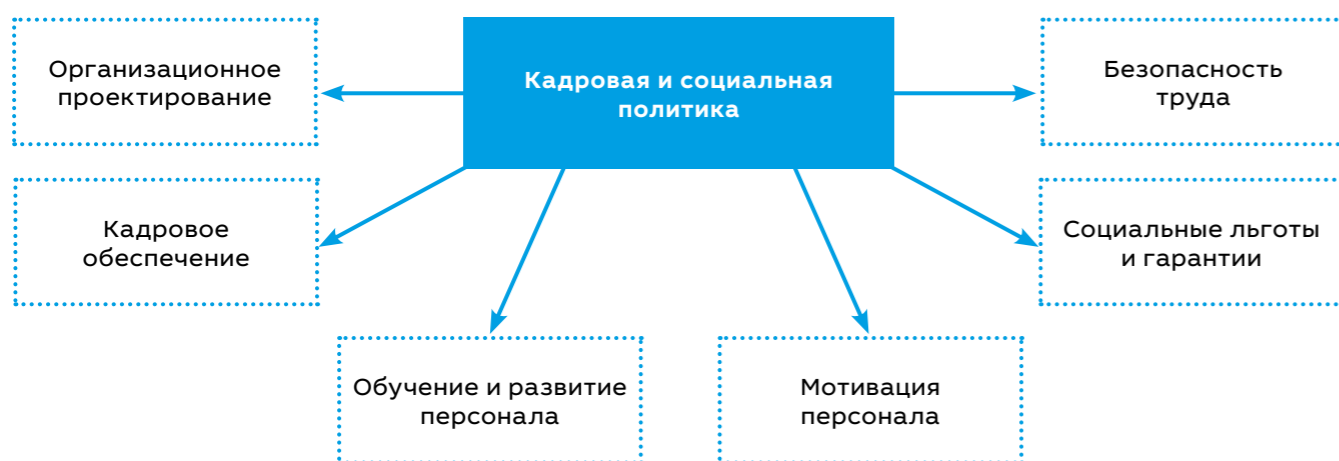 Кадровая и социальная
политика
Организационное
проектирование
Безопасность
труда
Кадровое
обеспечение
Социальные льготы
и гарантии
Обучение и развитие
персонала
Мотивация
персонала